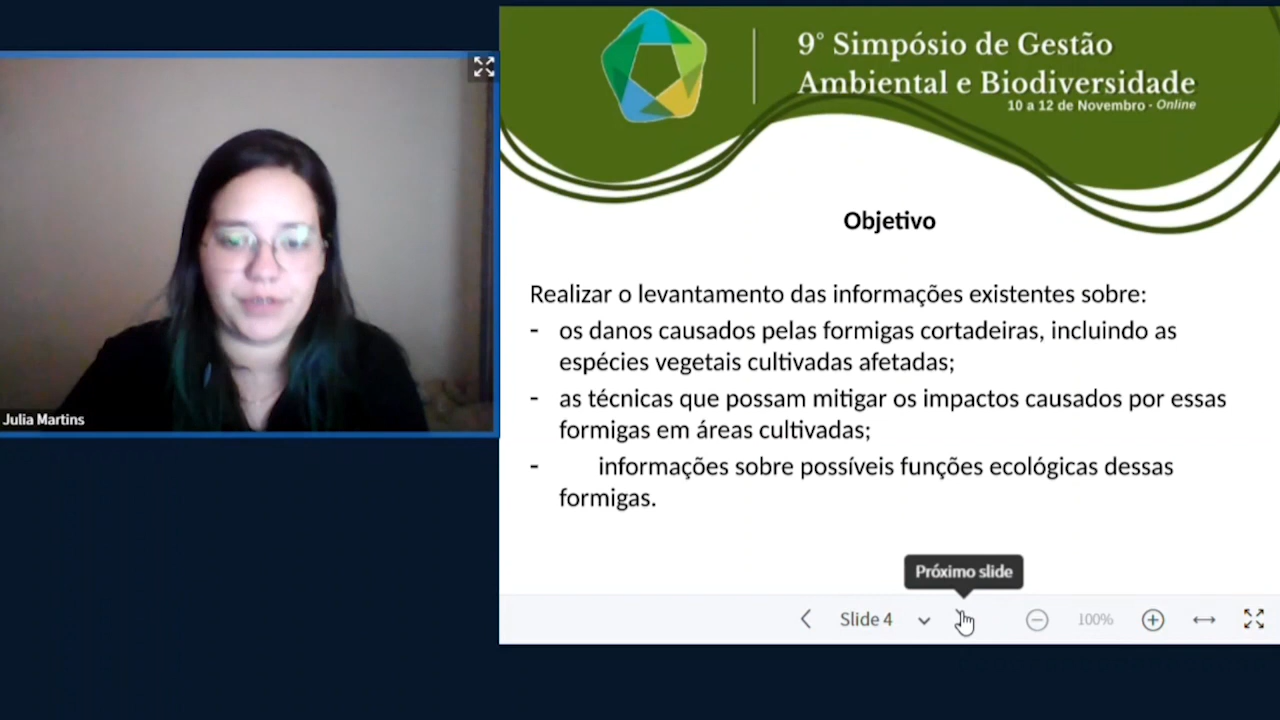 9° Simpósio de Gestão
Ambiental e Biodiversidade
10 a 12 de Novembro - Online
Julia Martins
Objetivo
Realizar o levantamento das informações existentes sobre:
- os danos causados pelas formigas cortadeiras, incluindo as
espécies vegetais cultivadas afetadas;
- as técnicas que possam mitigar os impactos causados por essas
formigas em áreas cultivadas;
- informações sobre possíveis funções ecológicas dessas
formigas.
Próximo slide
Slide 4
100%